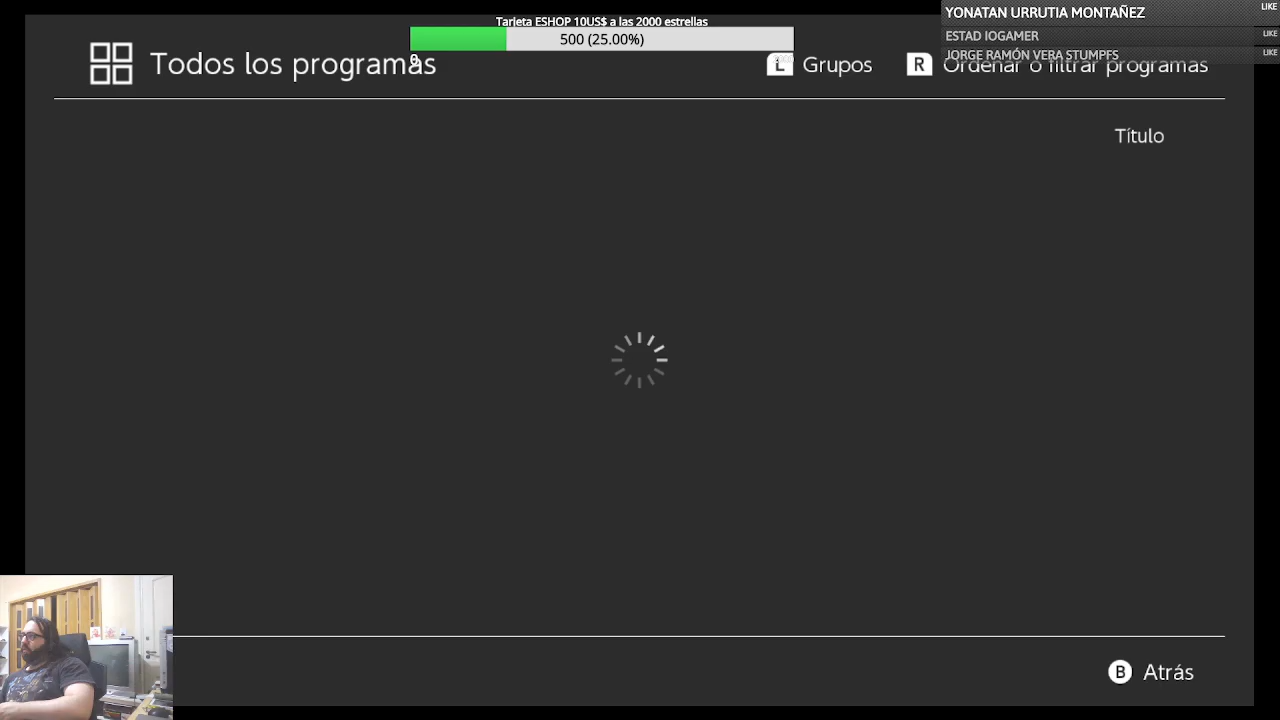 Tarjeta ESHOP 10US$ a las 2000 estrellas
500 (25.00%)
0
YONATAN URRUTIA MONTAÑEZ LIKE
ESTAD IOGAMER LIKE
JORGE RAMÓN VERA STUMPFS LIKE
Todos los programas
L Grupos
R Ordenar o filtrar programas
Título
B Atrás